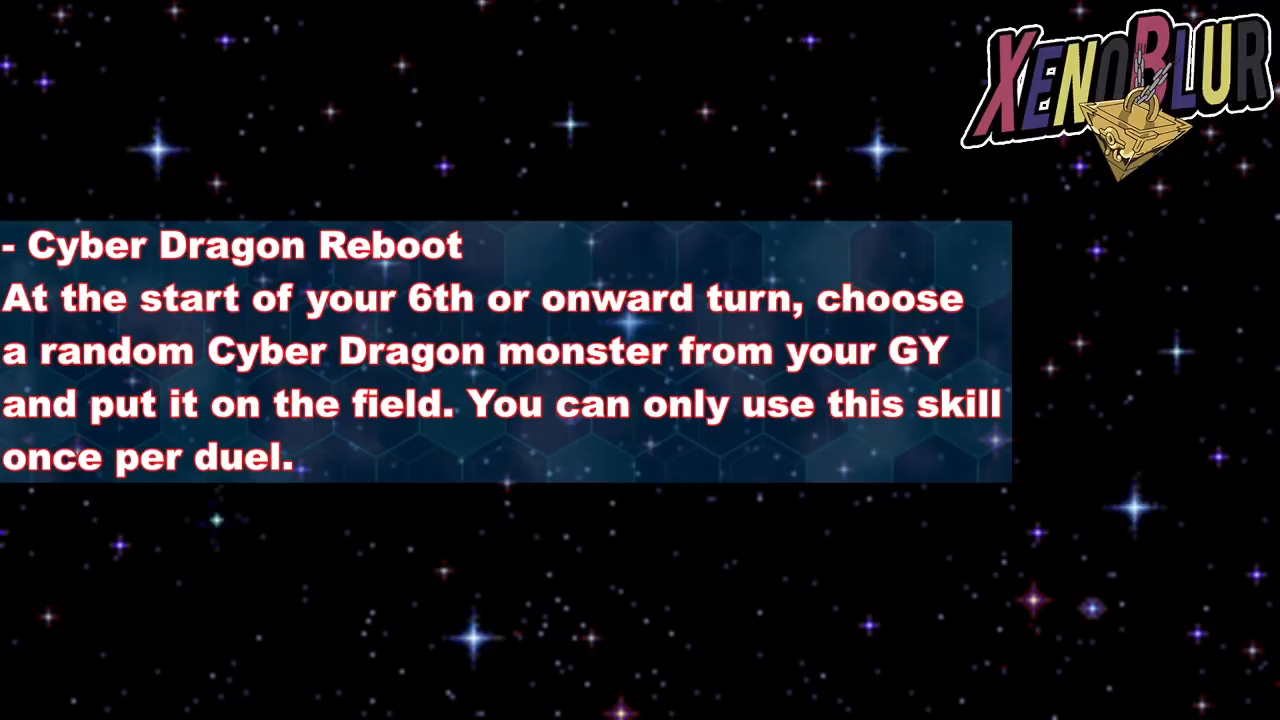 XENOBLUR
- Cyber Dragon Reboot
At the start of your 6th or onward turn, choose
a random Cyber Dragon monster from your GY
and put it on the field. You can only use this skill
once per duel.